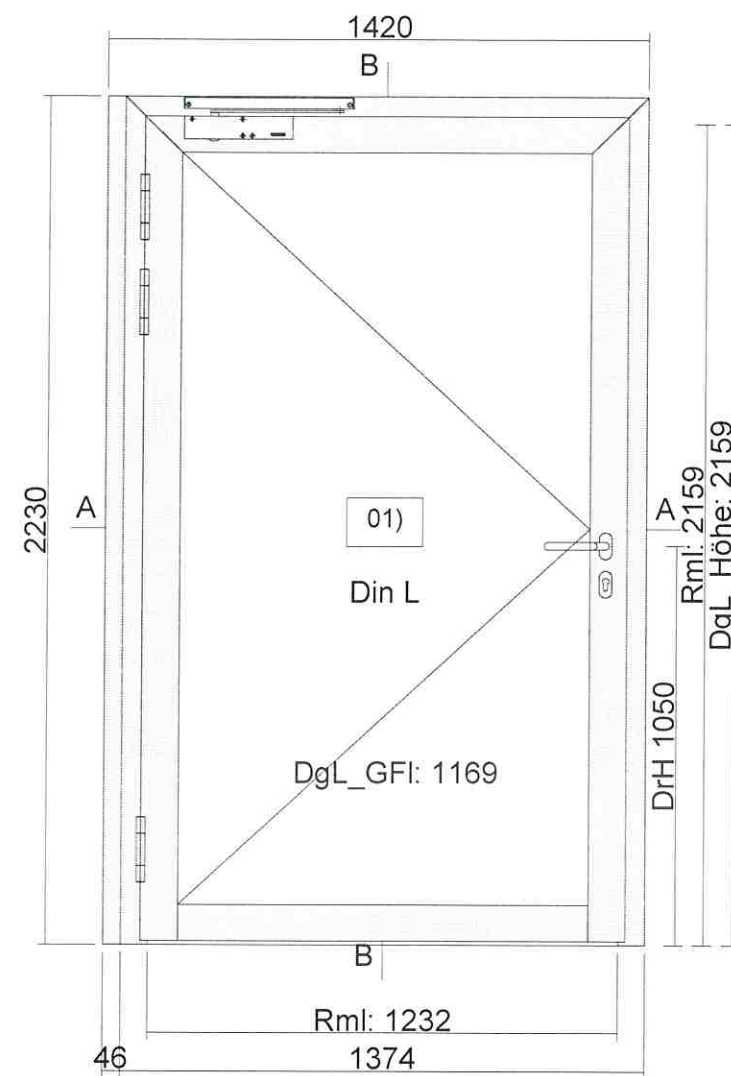 1420
B
2230
A
01)
A
Rml: 2159
DgL_Höhe: 2159
Din L
DrH 1050
DgL_GFl: 1169
B
Rml: 1232
46
1374